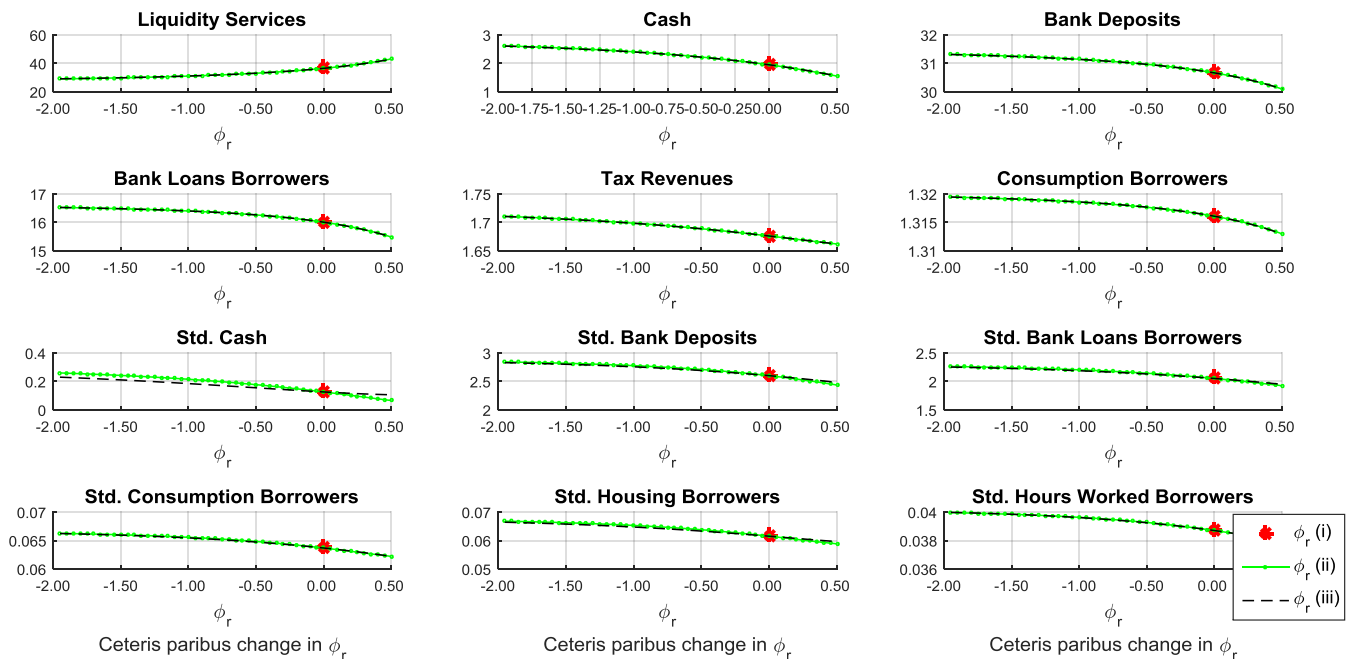 Liquidity Services
60
40
20
-2.00 -1.50 -1.00 -0.50 0.00 0.50
ϕr
Cash
3
2
1
-2.00 -1.75 -1.50 -1.25 -1.00 -0.75 -0.50 -0.25 0.00 0.50
ϕr
Bank Deposits
32
31
30
-2.00 -1.00 0.00 0.50
ϕr
Bank Loans Borrowers
17
16
15
-2.00 -1.50 -1.00 -0.50 0.00 0.50
ϕr
Tax Revenues
1.75
1.7
1.65
-2.00 -1.50 -1.00 -0.50 0.00 0.50
ϕr
Consumption Borrowers
1.320
1.315
1.31
-2.00 -1.50 -1.00 -0.50 0.00 0.50
ϕr
Std. Cash
0.4
0.2
0
-2.00 -1.50 -1.00 -0.50 0.00 0.50
ϕr
Std. Bank Deposits
3
2.5
2
-2.00 -1.50 -1.00 -0.50 0.00 0.50
ϕr
Std. Bank Loans Borrowers
2.5
2
1.5
-2.00 -1.50 -1.00 -0.50 0.00 0.50
ϕr
Std. Consumption Borrowers
0.07
0.065
0.06
-2.00 -1.50 -1.00 -0.50 0.00 0.50
ϕr
Ceteris paribus change in ϕr
Std. Housing Borrowers
0.07
0.06
0.05
-2.00 -1.50 -1.00 -0.50 0.00 0.50
ϕr
Ceteris paribus change in ϕr
Std. Hours Worked Borrowers
0.04
0.038
0.036
-2.00 -1.50 -1.00 -0.50 0.00
ϕr
Ceteris paribus change in ϕr
ϕr (i)
ϕr (ii)
ϕr (iii)